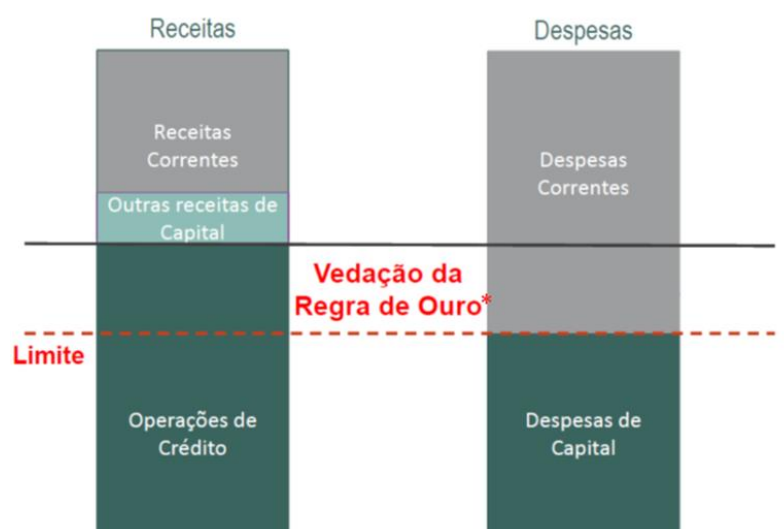 Receitas
Despesas
Receitas
Correntes
Outras receitas de
Capital
Despesas
Correntes
Vedação da
Regra de Ouro*
Limite
Operações de
Crédito
Despesas de
Capital